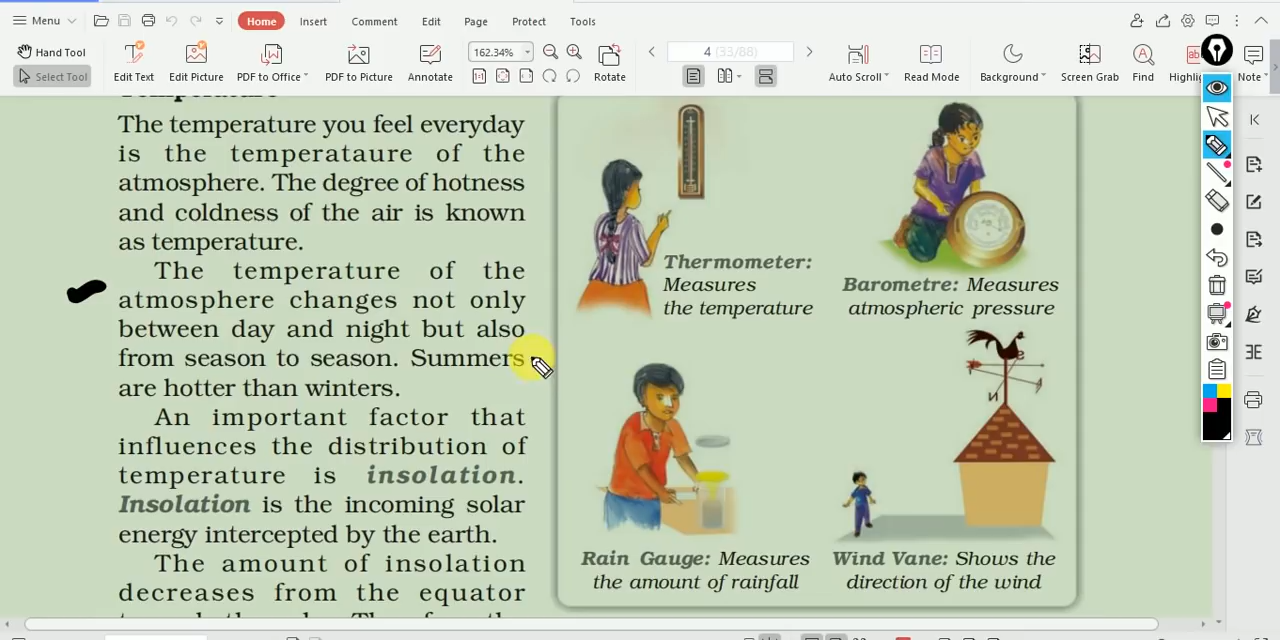 Menu
Home
Insert
Comment
Edit
Page
Protect
Tools
Hand Tool
Select Tool
Edit Text
Edit Picture
PDF to Office
PDF to Picture
Annotate
162.34%
Rotate
4 (33/88)
Auto Scroll
Read Mode
Background
Screen Grab
Find
Highlig
Note
Temperature
The temperature you feel everyday
is the temperataure of the
atmosphere. The degree of hotness
and coldness of the air is known
as temperature.
The temperature of the
atmosphere changes not only
between day and night but also
from season to season. Summers
are hotter than winters.
An important factor that
influences the distribution of
temperature is insolation.
Insolation is the incoming solar
energy intercepted by the earth.
The amount of insolation
decreases from the equator
Thermometer:
Measures
the temperature
Barometre: Measures
atmospheric pressure
Rain Gauge: Measures
the amount of rainfall
Wind Vane: Shows the
direction of the wind